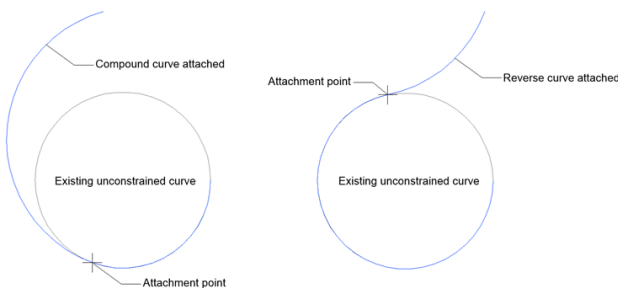 Compound curve attached
Existing unconstrained curve
Attachment point
Attachment point
Reverse curve attached
Existing unconstrained curve